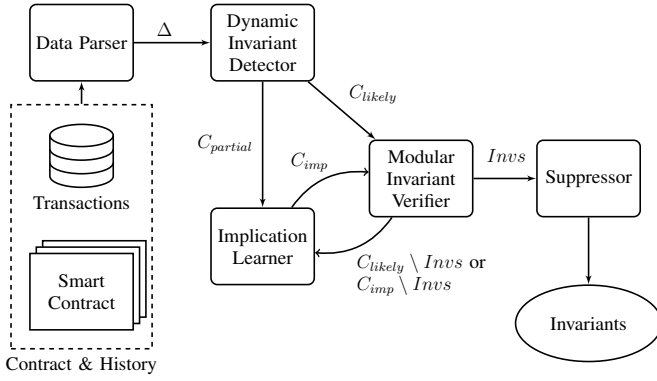 Data Parser
Δ
Dynamic
Invariant
Detector
C_likely
C_partial
C_imp
Modular
Invariant
Verifier
Invs
Suppressor
Transactions
Implication
Learner
C_likely \ Invs or
C_imp \ Invs
Smart
Contract
Invariants
Contract & History